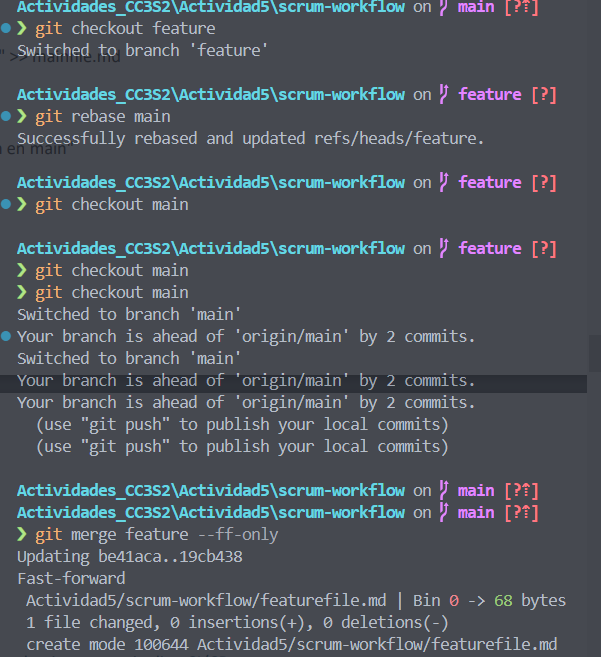 Actividades_CC3S2\Actividad5\scrum-workflow on main [?⇡]
❯ git checkout feature
Switched to branch 'feature'
" >> mainfile.md
Actividades_CC3S2\Actividad5\scrum-workflow on feature [?]
❯ git rebase main
Successfully rebased and updated refs/heads/feature.
en main"
Actividades_CC3S2\Actividad5\scrum-workflow on feature [?]
❯ git checkout main
Actividades_CC3S2\Actividad5\scrum-workflow on feature [?]
❯ git checkout main
❯ git checkout main
Switched to branch 'main'
Your branch is ahead of 'origin/main' by 2 commits.
Switched to branch 'main'
Your branch is ahead of 'origin/main' by 2 commits.
Your branch is ahead of 'origin/main' by 2 commits.
(use "git push" to publish your local commits)
(use "git push" to publish your local commits)
Actividades_CC3S2\Actividad5\scrum-workflow on main [?⇡]
Actividades_CC3S2\Actividad5\scrum-workflow on main [?⇡]
❯ git merge feature --ff-only
Updating be41aca..19cb438
Fast-forward
Actividad5/scrum-workflow/featurefile.md | Bin 0 -> 68 bytes
1 file changed, 0 insertions(+), 0 deletions(-)
create mode 100644 Actividad5/scrum-workflow/featurefile.md